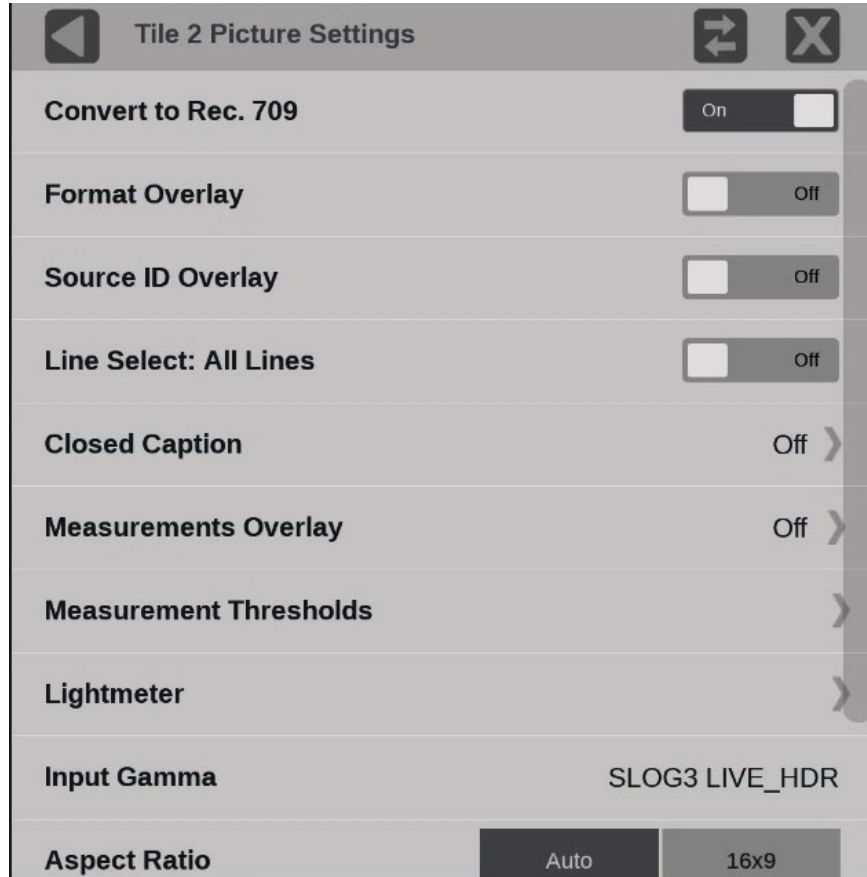 Tile 2 Picture Settings
Convert to Rec. 709 On
Format Overlay Off
Source ID Overlay Off
Line Select: All Lines Off
Closed Caption Off
Measurements Overlay Off
Measurement Thresholds
Lightmeter
Input Gamma SLOG3 LIVE_HDR
Aspect Ratio Auto 16x9